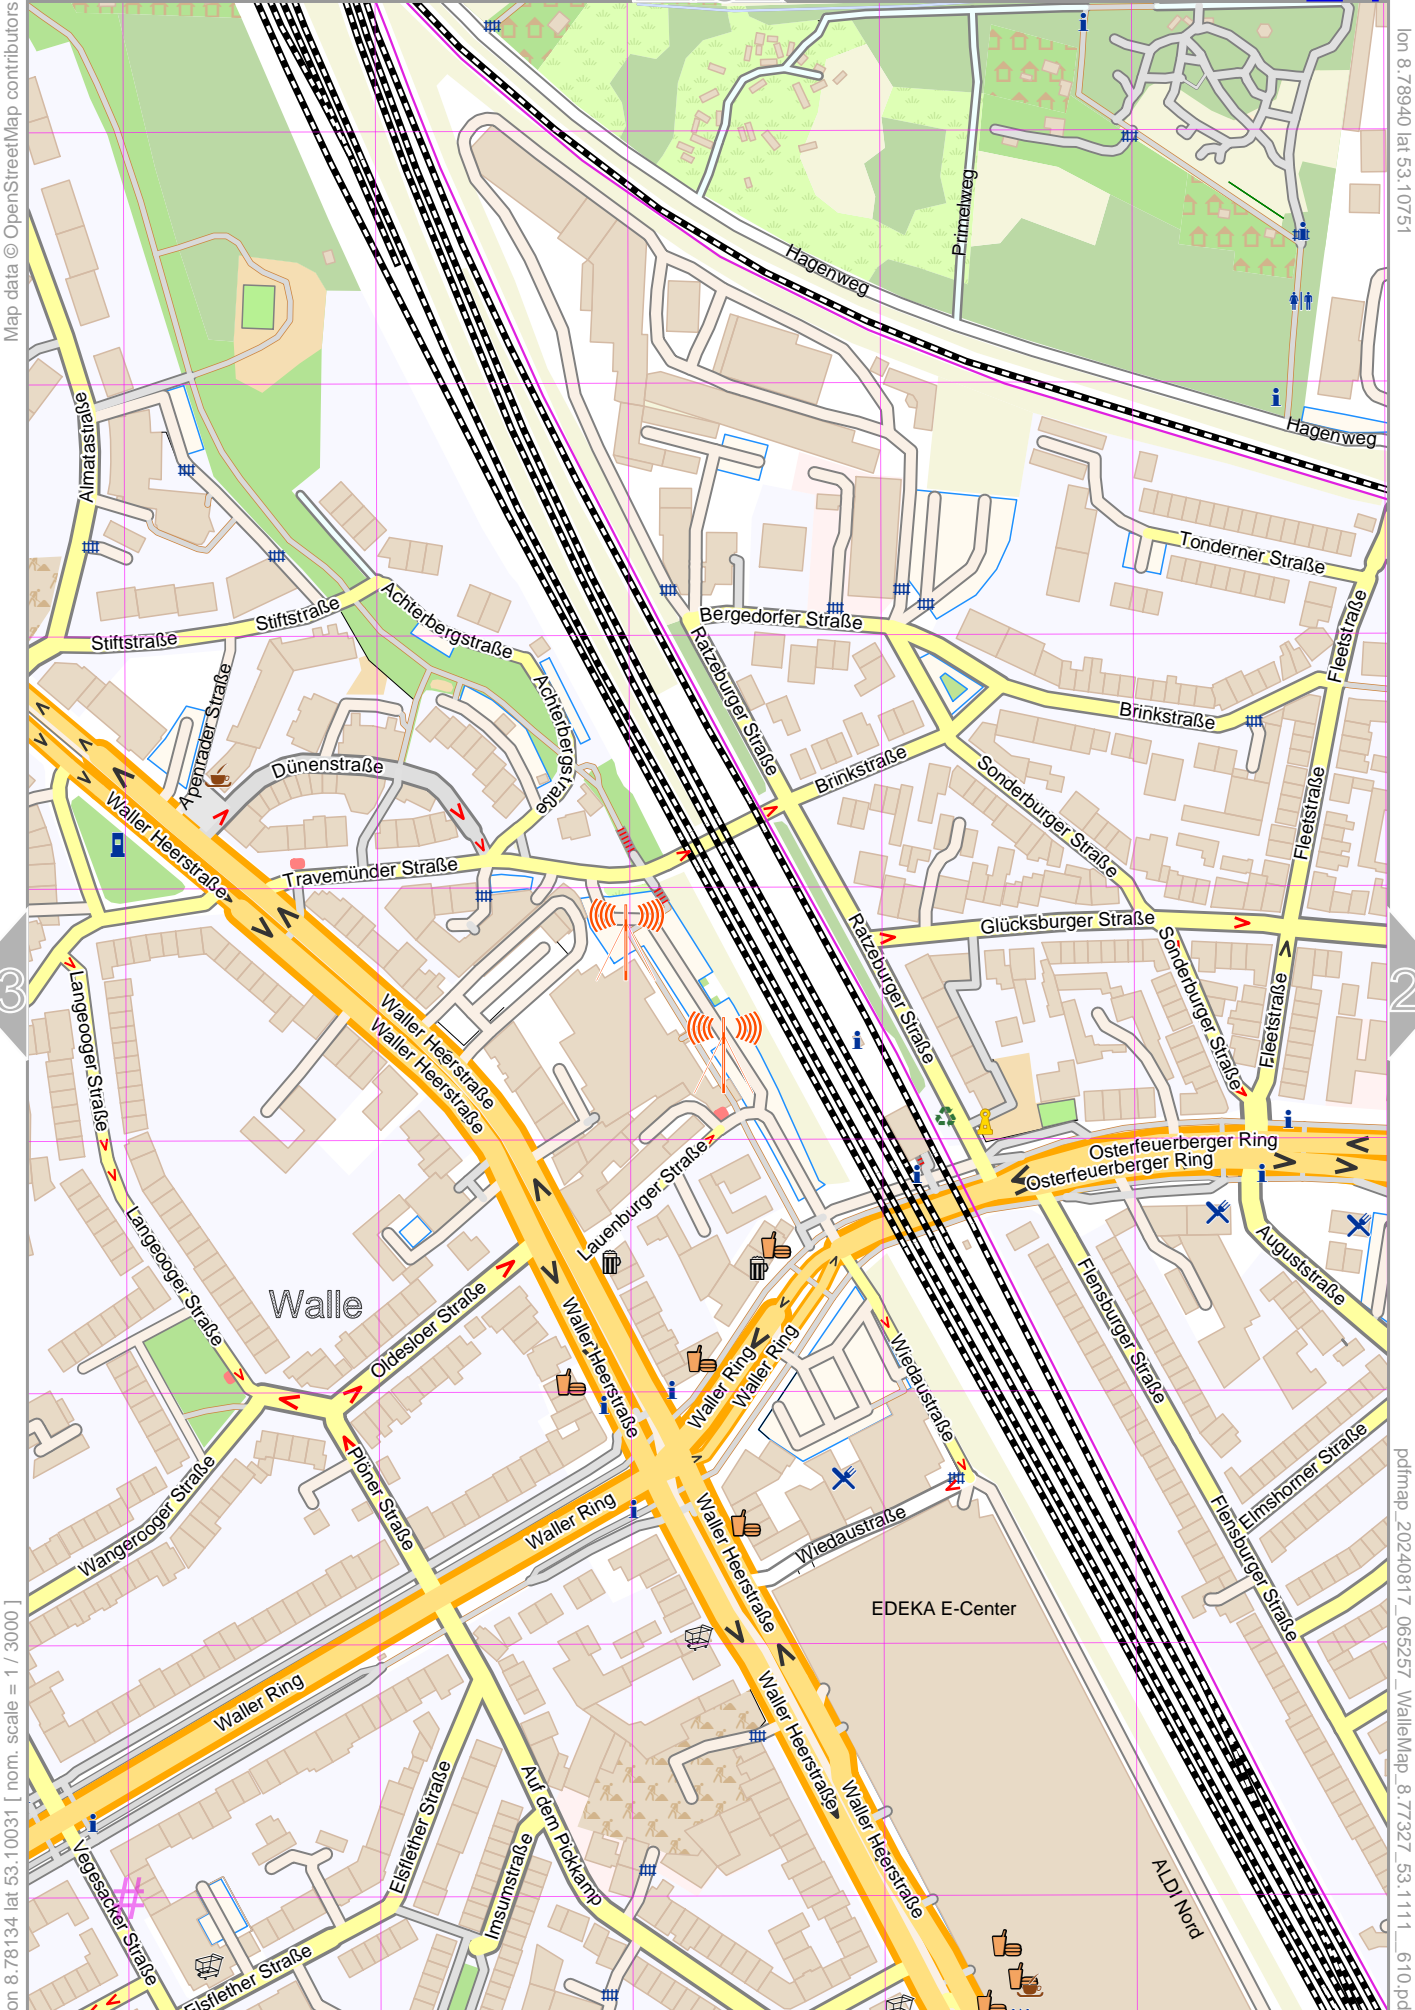 Map data © OpenStreetMap contributors
lon 8.78940 lat 53.10751
Hagenweg
Primelweg
Hagenweg
Almatastraße
Tonderner Straße
Stiftstraße
Stiftstraße
Achterbergstraße
Bergedorfer Straße
Fleetstraße
Ratzeburger Straße
Apenrader Straße
Achterbergstraße
Brinkstraße
Dünenstraße
Brinkstraße
Sonderburger Straße
Fleetstraße
Waller Heerstraße
Travemünder Straße
Glücksburger Straße
Ratzeburger Straße
Sonderburger Straße
3
2
Langeooger Straße
Waller Heerstraße
Waller Heerstraße
Fleetstraße
Osterfeuerberger Ring
Osterfeuerberger Ring
Lauenburger Straße
Langeooger Straße
Walle
Oldesloer Straße
Waller Heerstraße
Flensburger Straße
Auguststraße
Waller Ring
Waller Ring
Wiedaustraße
Wangerooger Straße
Plöner Straße
Waller Ring
Waller Heerstraße
Wiedaustraße
Elmshorner Straße
Flensburger Straße
EDEKA E-Center
Waller Ring
Waller Heerstraße
Elsflether Straße
Auf dem Pickkamp
Waller Heerstraße
Imsumstraße
Vegesacker Straße
#
Elsflether Straße
ALDI Nord
on 8.78134 lat 53.10031 [ nom. scale = 1 / 3000 ]
pdfmap_20240817_065257_WalleMap_8.77327_53.1111__610.pd